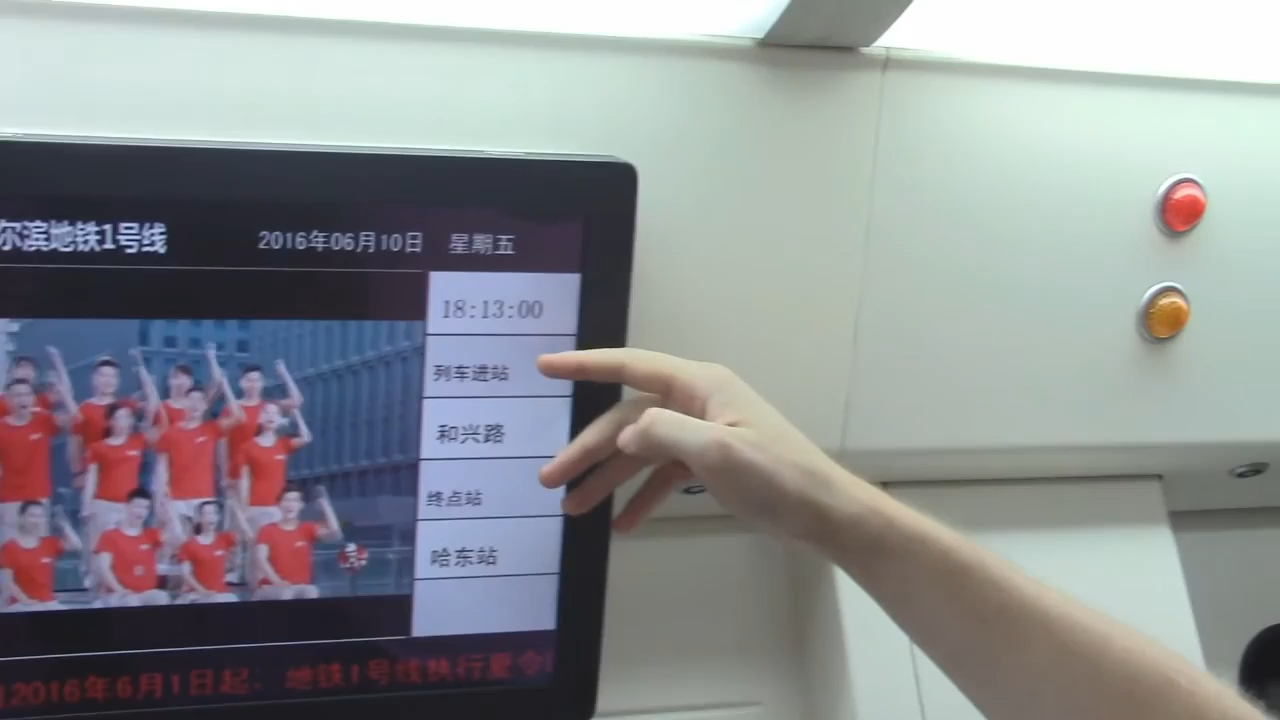 尔滨地铁1号线
2016年06月10日 星期五
18:13:00
列车进站
和兴路
终点站
哈东站
2016年6月1日起: 地铁1号线执行夏令